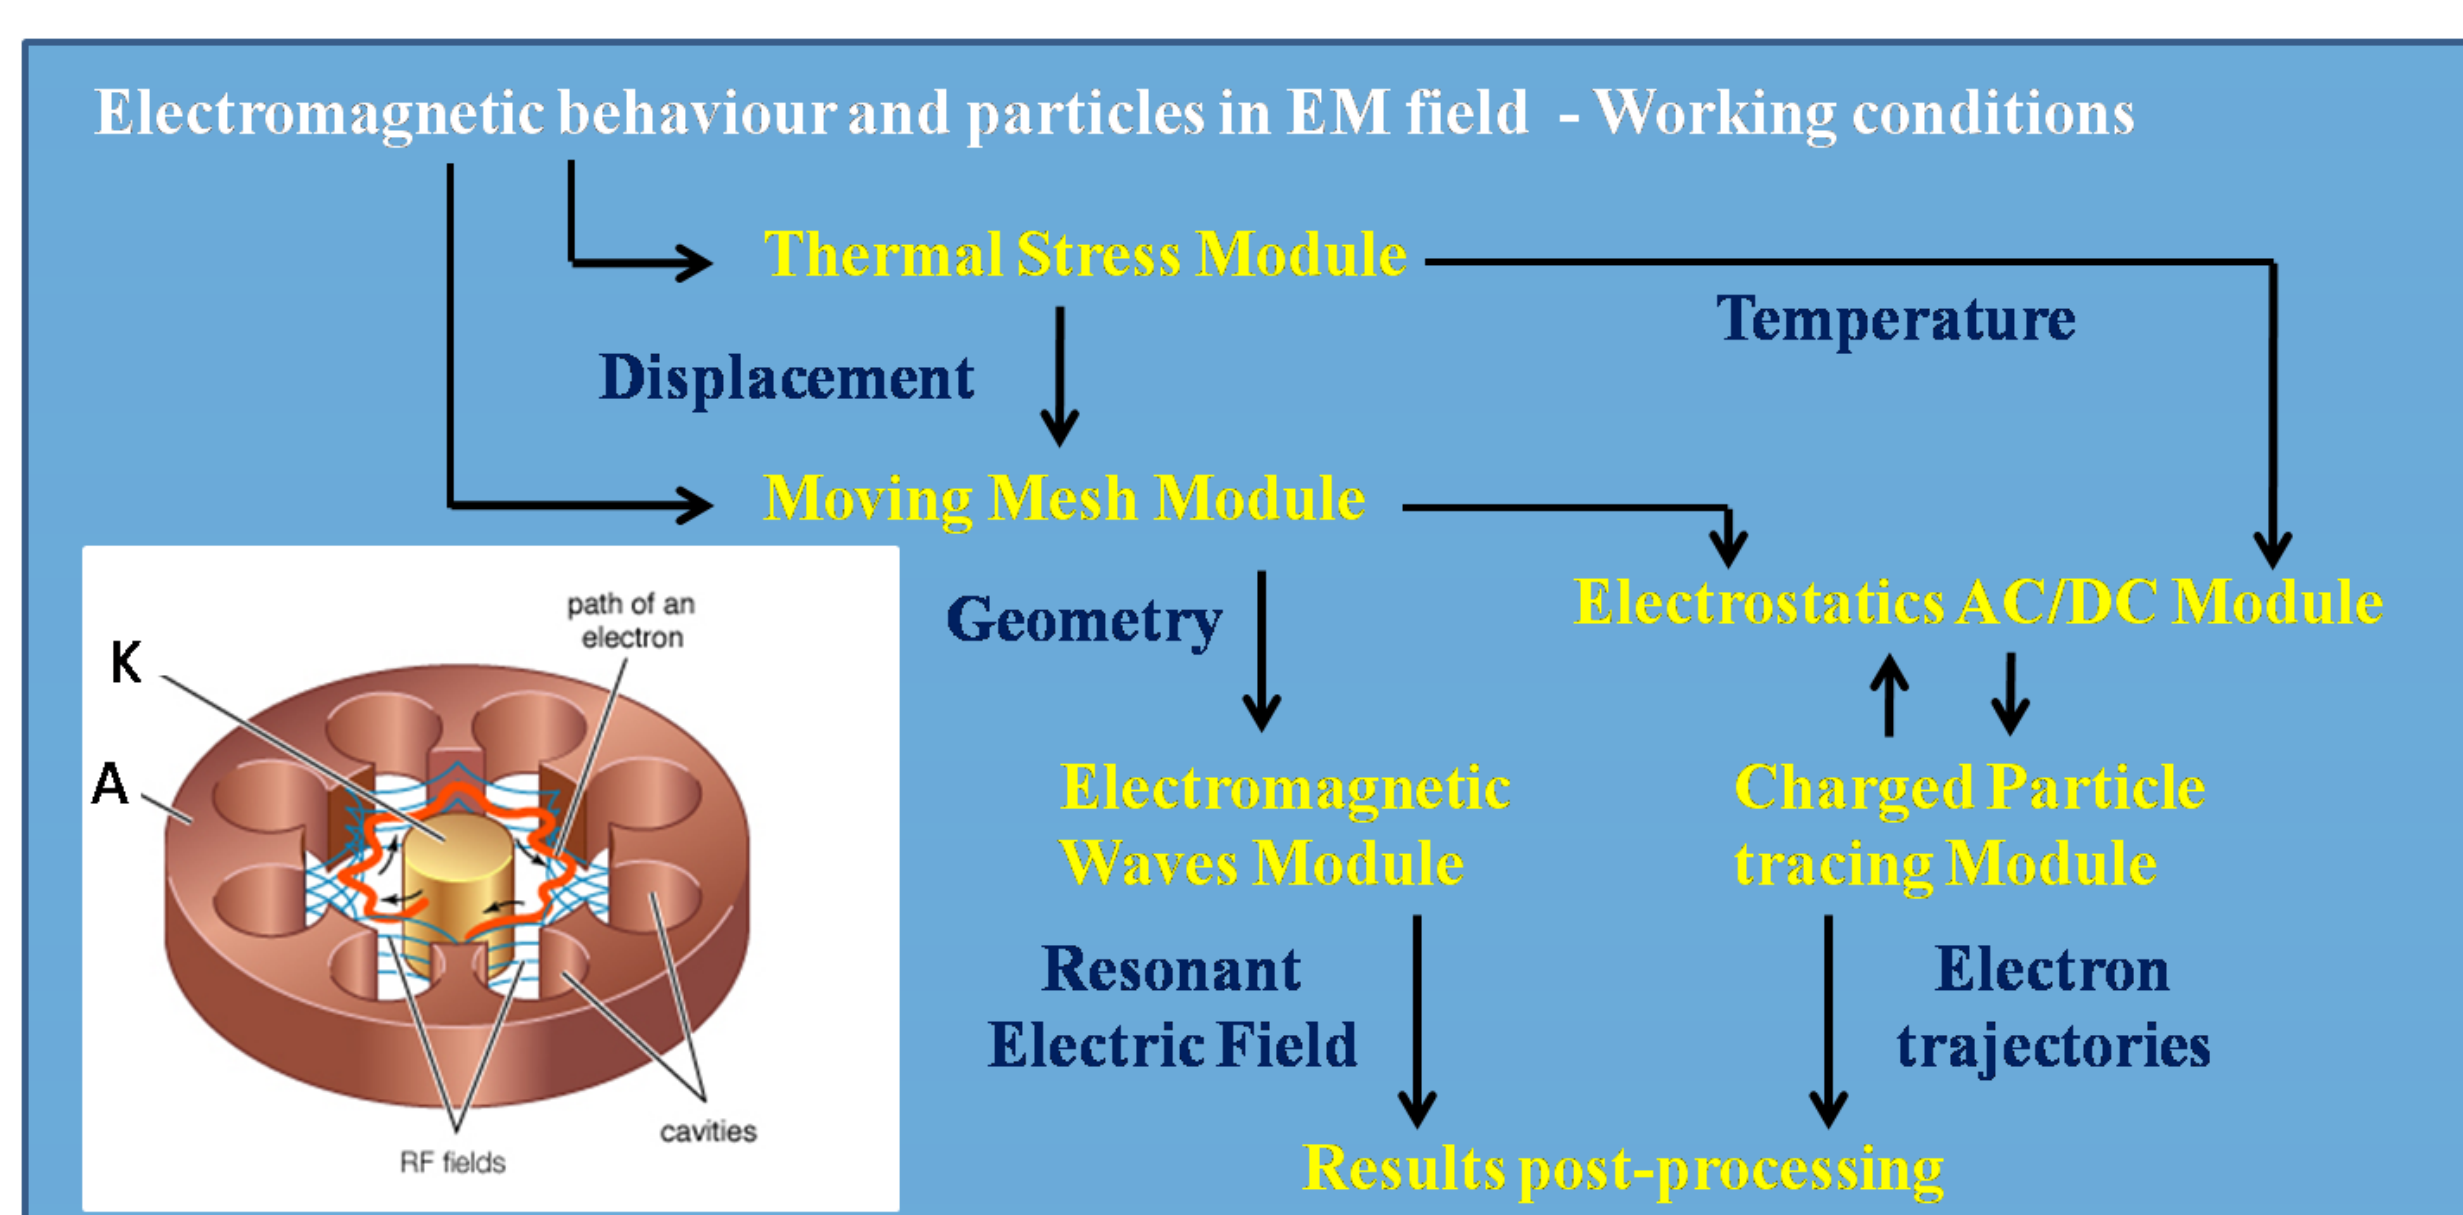 Electromagnetic behaviour and particles in EM field - Working conditions
Thermal Stress Module
Temperature
Displacement
Moving Mesh Module
Electrostatics AC/DC Module
Geometry
path of an
electron
K
A
Electromagnetic
Waves Module
Charged Particle
tracing Module
Resonant
Electric Field
Electron
trajectories
cavities
RF fields
Results post-processing